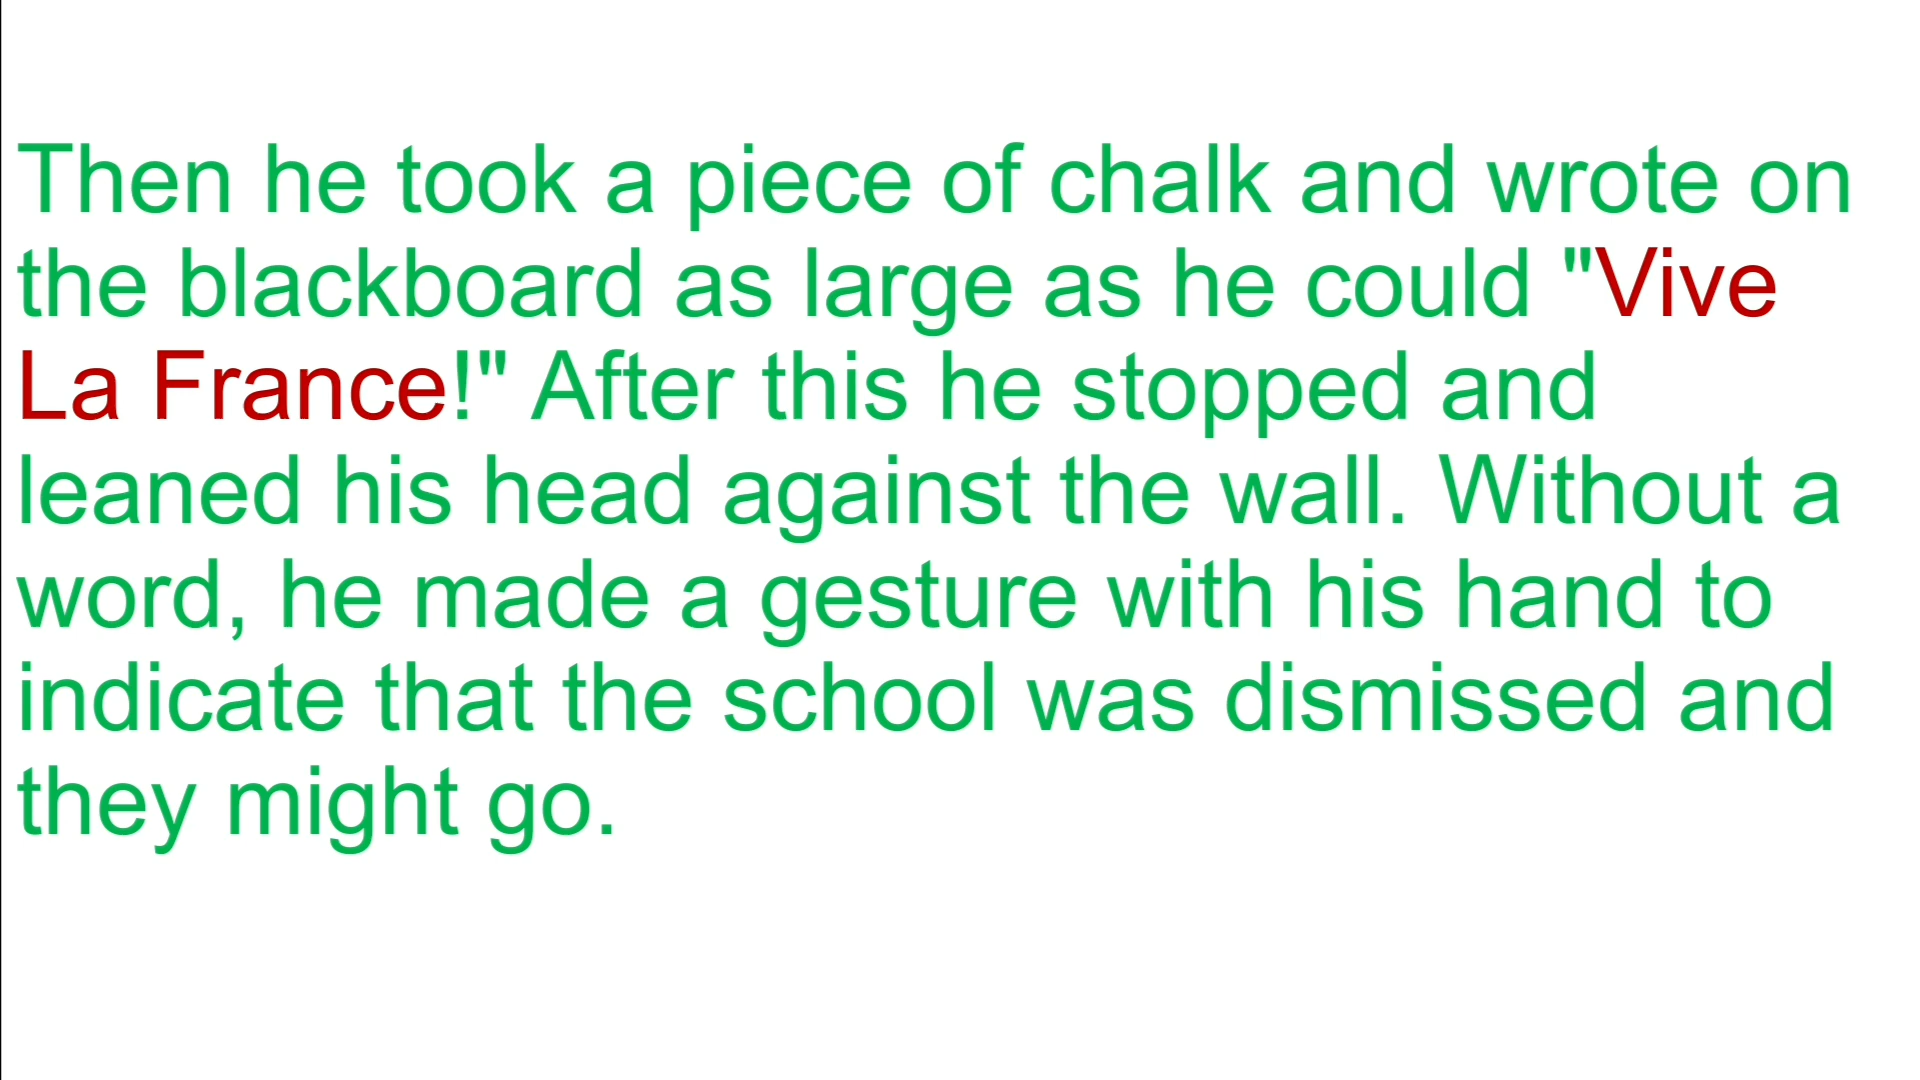 Then he took a piece of chalk and wrote on
the blackboard as large as he could "Vive
La France!" After this he stopped and
leaned his head against the wall. Without a
word, he made a gesture with his hand to
indicate that the school was dismissed and
they might go.